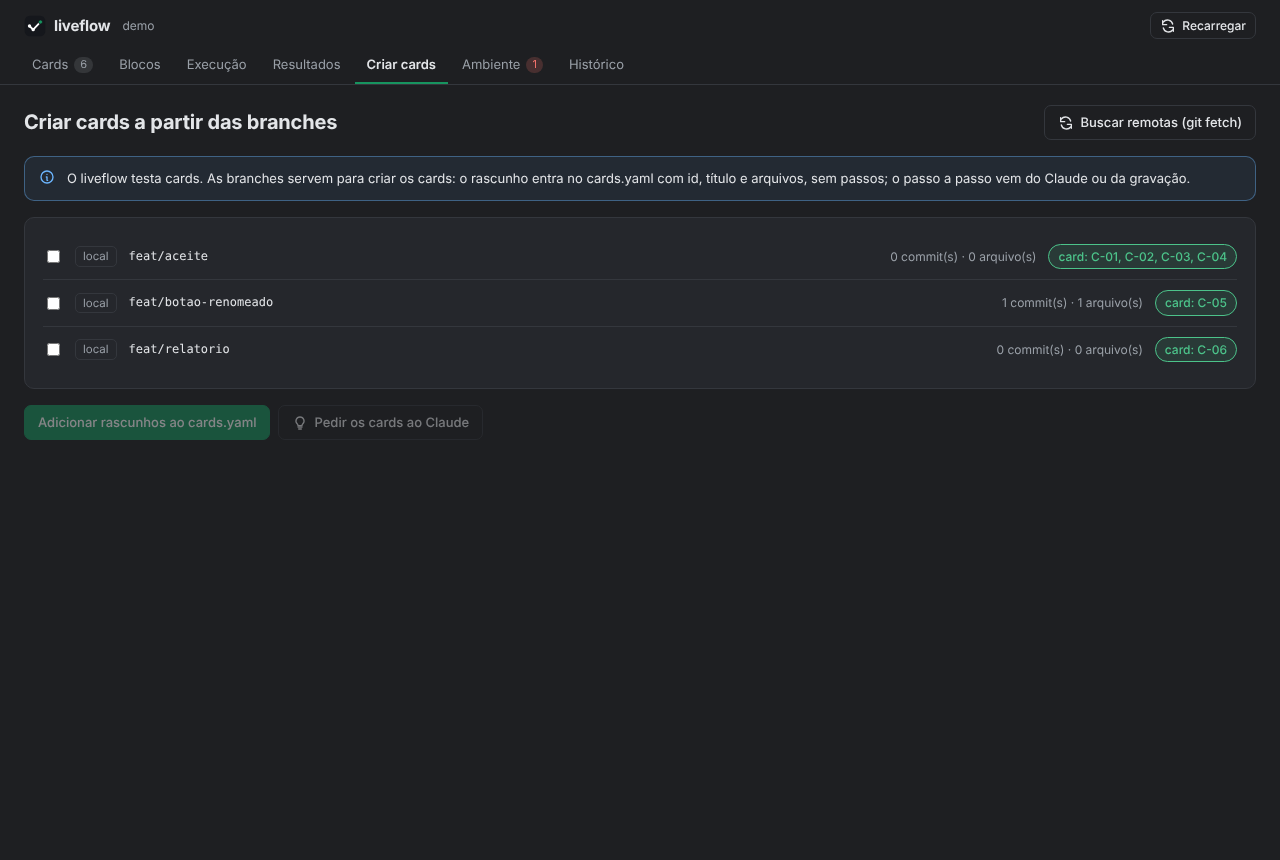 liveflow demo
Recarregar
Cards 6 Blocos Execução Resultados Criar cards Ambiente 1 Histórico
Criar cards a partir das branches
Buscar remotas (git fetch)
O liveflow testa cards. As branches servem para criar os cards: o rascunho entra no cards.yaml com id, título e arquivos, sem passos; o passo a passo vem do Claude ou da gravação.
local feat/aceite 0 commit(s) · 0 arquivo(s) card: C-01, C-02, C-03, C-04
local feat/botao-renomeado 1 commit(s) · 1 arquivo(s) card: C-05
local feat/relatorio 0 commit(s) · 0 arquivo(s) card: C-06
Adicionar rascunhos ao cards.yaml Pedir os cards ao Claude